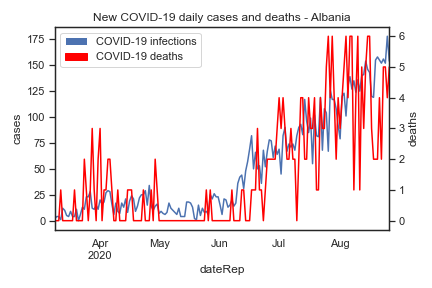 New COVID-19 daily cases and deaths - Albania
COVID-19 infections
COVID-19 deaths
175
150
125
100
75
50
25
0
cases
6
5
4
3
2
1
0
deaths
Apr
2020
May
Jun
Jul
Aug
dateRep